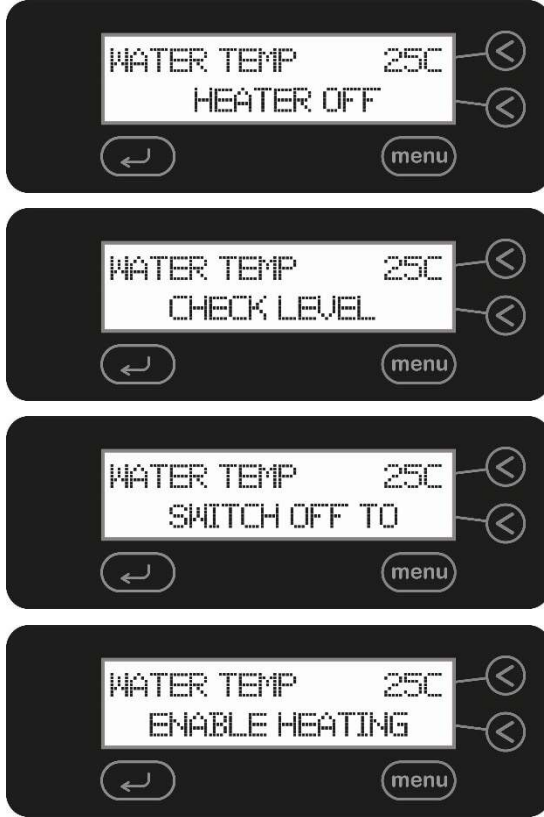 WATER TEMP 25C
HEATER OFF
menu
WATER TEMP 25C
CHECK LEVEL
menu
WATER TEMP 25C
SWITCH OFF TO
menu
WATER TEMP 25C
ENABLE HEATING
menu